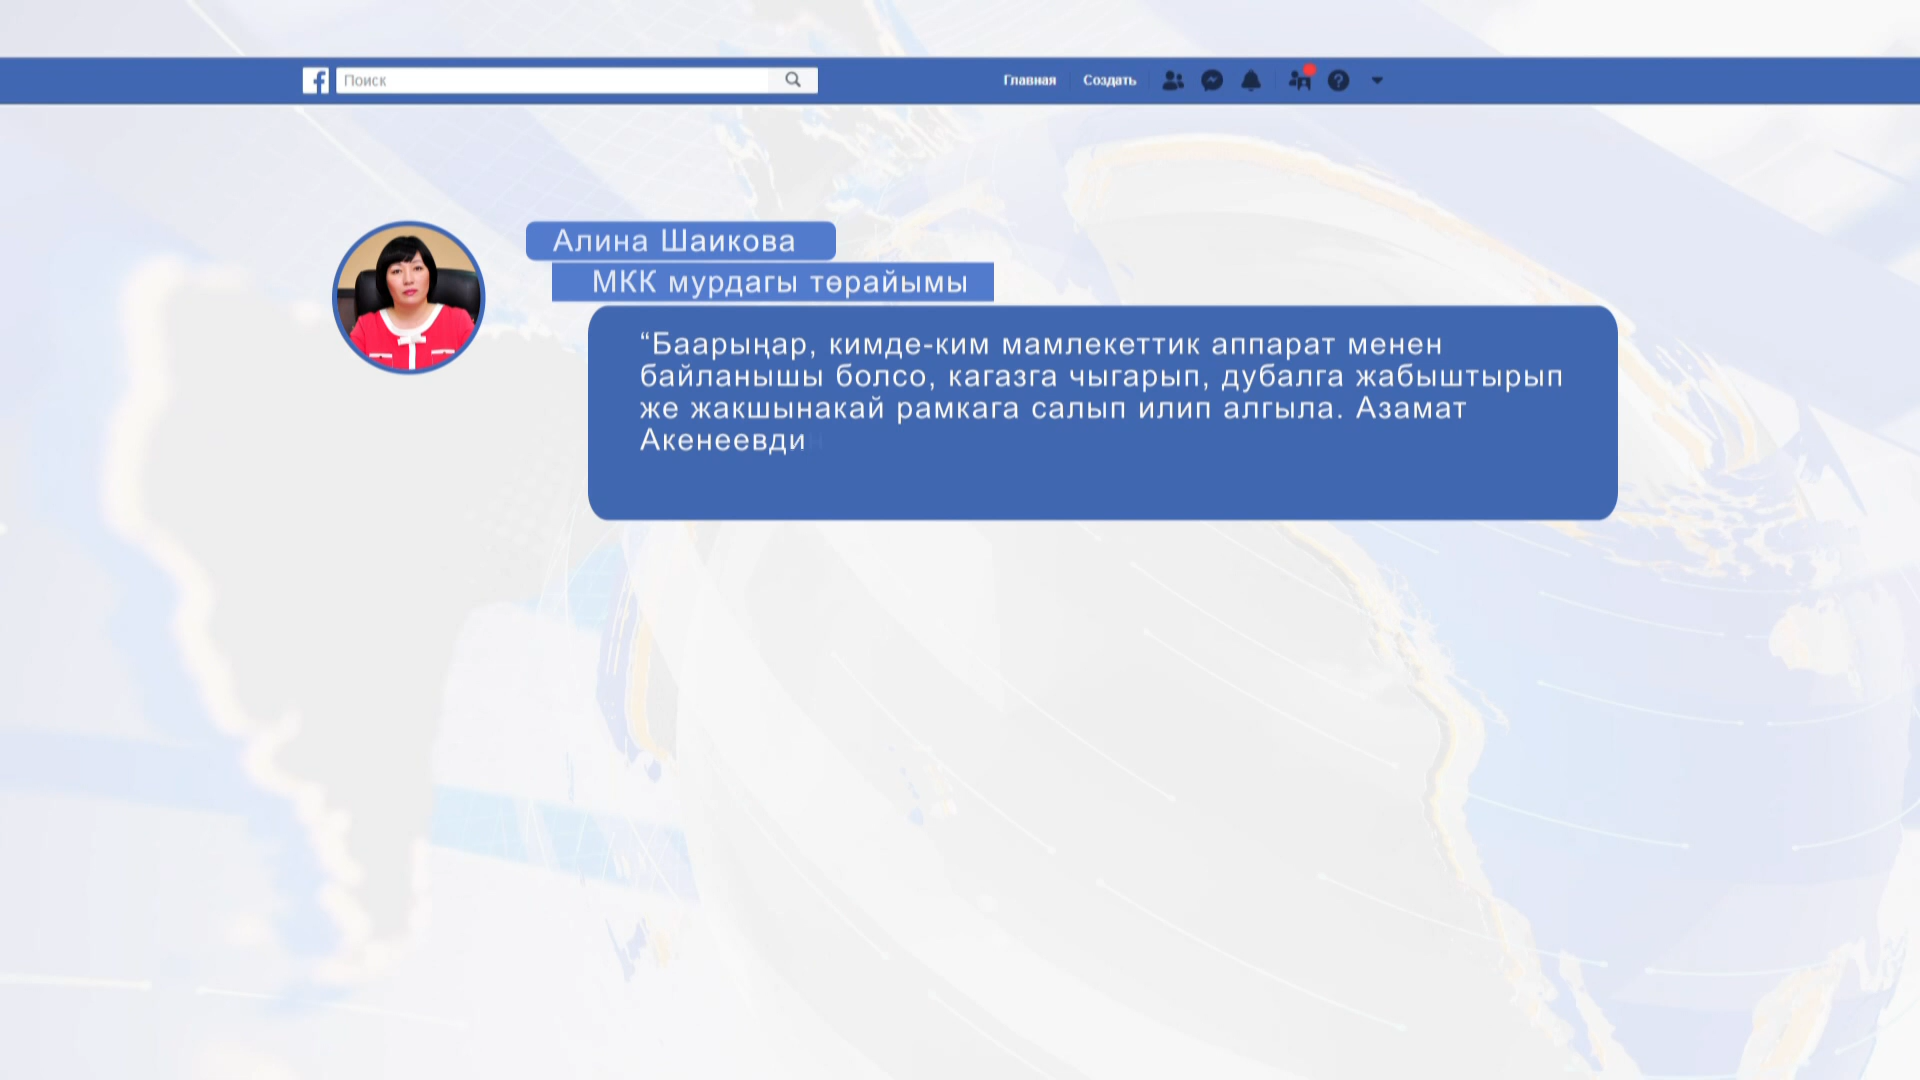 Поиск
Главная
Создать
Алина Шаикова
МКК мурдагы төрайымы
“Баарыңар, кимде-ким мамлекеттик аппарат менен
байланышы болсо, кагазга чыгарып, дубалга жабыштырып
же жакшынакай рамкага салып илип алгыла. Азамат
Акенеевдин